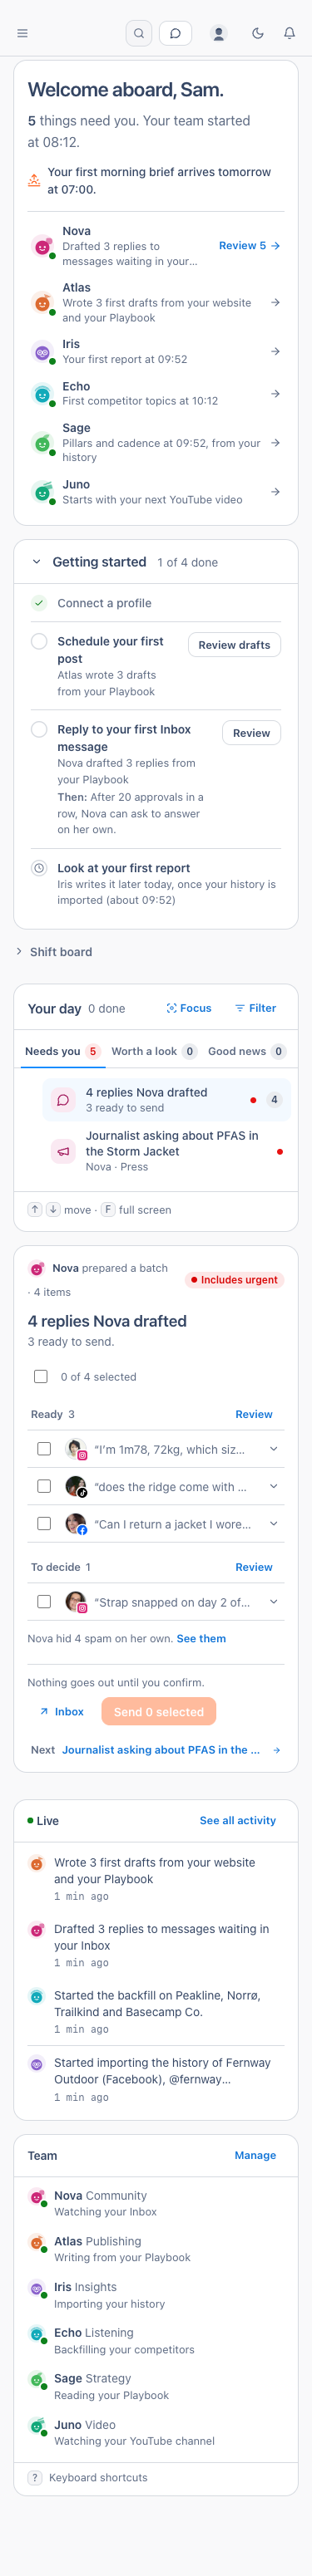 Welcome aboard, Sam.
5 things need you. Your team started
at 08:12.
Your first morning brief arrives tomorrow
at 07:00.
Nova
Drafted 3 replies to
messages waiting in your...
Review 5
Atlas
Wrote 3 first drafts from your website
and your Playbook
Iris
Your first report at 09:52
Echo
First competitor topics at 10:12
Sage
Pillars and cadence at 09:52, from your
history
Juno
Starts with your next YouTube video
Getting started 1 of 4 done
Connect a profile
Schedule your first
post
Review drafts
Atlas wrote 3 drafts
from your Playbook
Reply to your first Inbox
message
Review
Nova drafted 3 replies from
your Playbook
Then: After 20 approvals in a
row, Nova can ask to answer
on her own.
Look at your first report
Iris writes it later today, once your history is
imported (about 09:52)
Shift board
Your day 0 done Focus Filter
Needs you 5 Worth a look 0 Good news 0
4 replies Nova drafted
3 ready to send
4
Journalist asking about PFAS in
the Storm Jacket
Nova · Press
↑ ↓ move · F full screen
Nova prepared a batch
· 4 items
Includes urgent
4 replies Nova drafted
3 ready to send.
0 of 4 selected
Ready 3 Review
“I’m 1m78, 72kg, which siz...
“does the ridge come with ...
“Can I return a jacket I wore...
To decide 1 Review
“Strap snapped on day 2 of...
Nova hid 4 spam on her own. See them
Nothing goes out until you confirm.
Inbox Send 0 selected
Next Journalist asking about PFAS in the ...
Live See all activity
Wrote 3 first drafts from your website
and your Playbook
1 min ago
Drafted 3 replies to messages waiting in
your Inbox
1 min ago
Started the backfill on Peakline, Norrø,
Trailkind and Basecamp Co.
1 min ago
Started importing the history of Fernway
Outdoor (Facebook), @fernway...
1 min ago
Team Manage
Nova Community
Watching your Inbox
Atlas Publishing
Writing from your Playbook
Iris Insights
Importing your history
Echo Listening
Backfilling your competitors
Sage Strategy
Reading your Playbook
Juno Video
Watching your YouTube channel
? Keyboard shortcuts